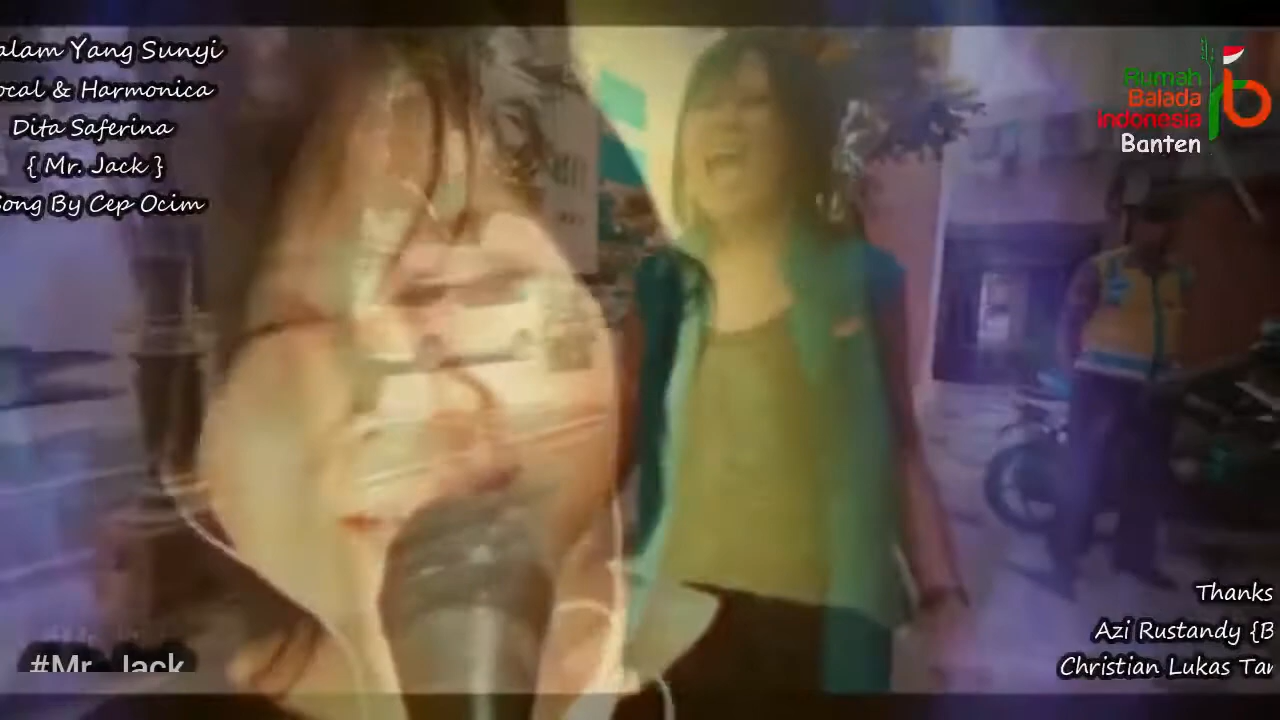 alam Yang Sunyi
ocal & Harmonica
Dita Saferina
{ Mr. Jack }
Song By Cep Ocim
#Mr. Jack
Rumah
Balada
Indonesia
Banten
Thanks
Azi Rustandy {B
Christian Lukas Tar